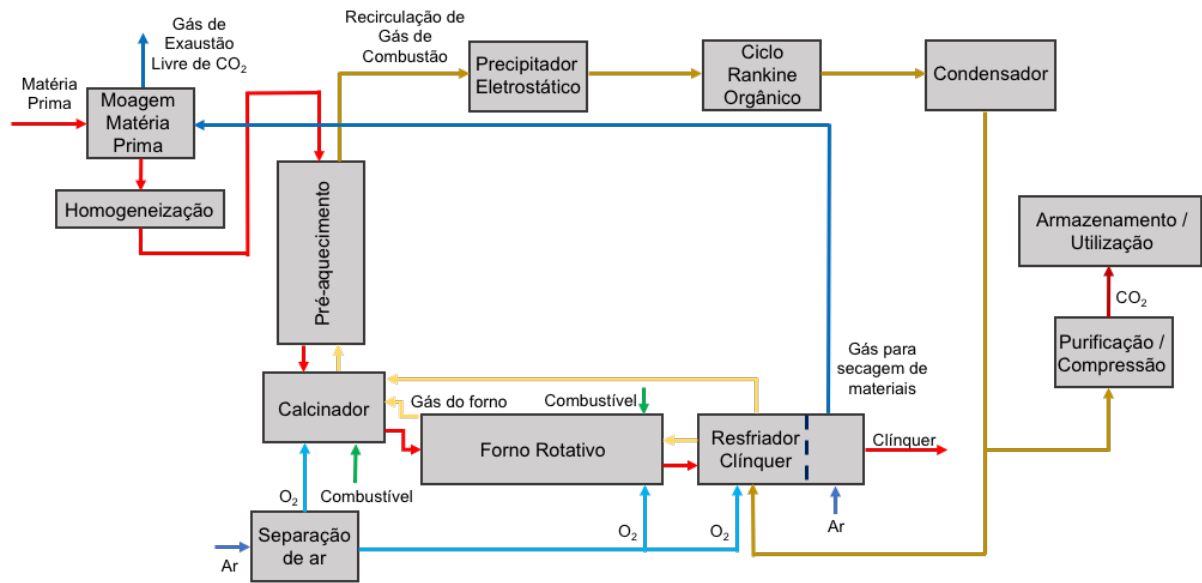 Gás de
Exaustão
Livre de CO₂
Recirculação de
Gás de
Combustão
Precipitador
Eletrostático
Ciclo
Rankine
Orgânico
Condensador
Matéria
Prima
Moagem
Matéria
Prima
Homogeneização
Pré-aquecimento
Armazenamento /
Utilização
CO₂
Purificação /
Compressão
Gás para
secagem de
materiais
Calcinador
Gás do forno
Combustível
Forno Rotativo
Resfriador
Clínquer
Clínquer
O₂
Combustível
O₂
O₂
Ar
Separação
de ar
Ar